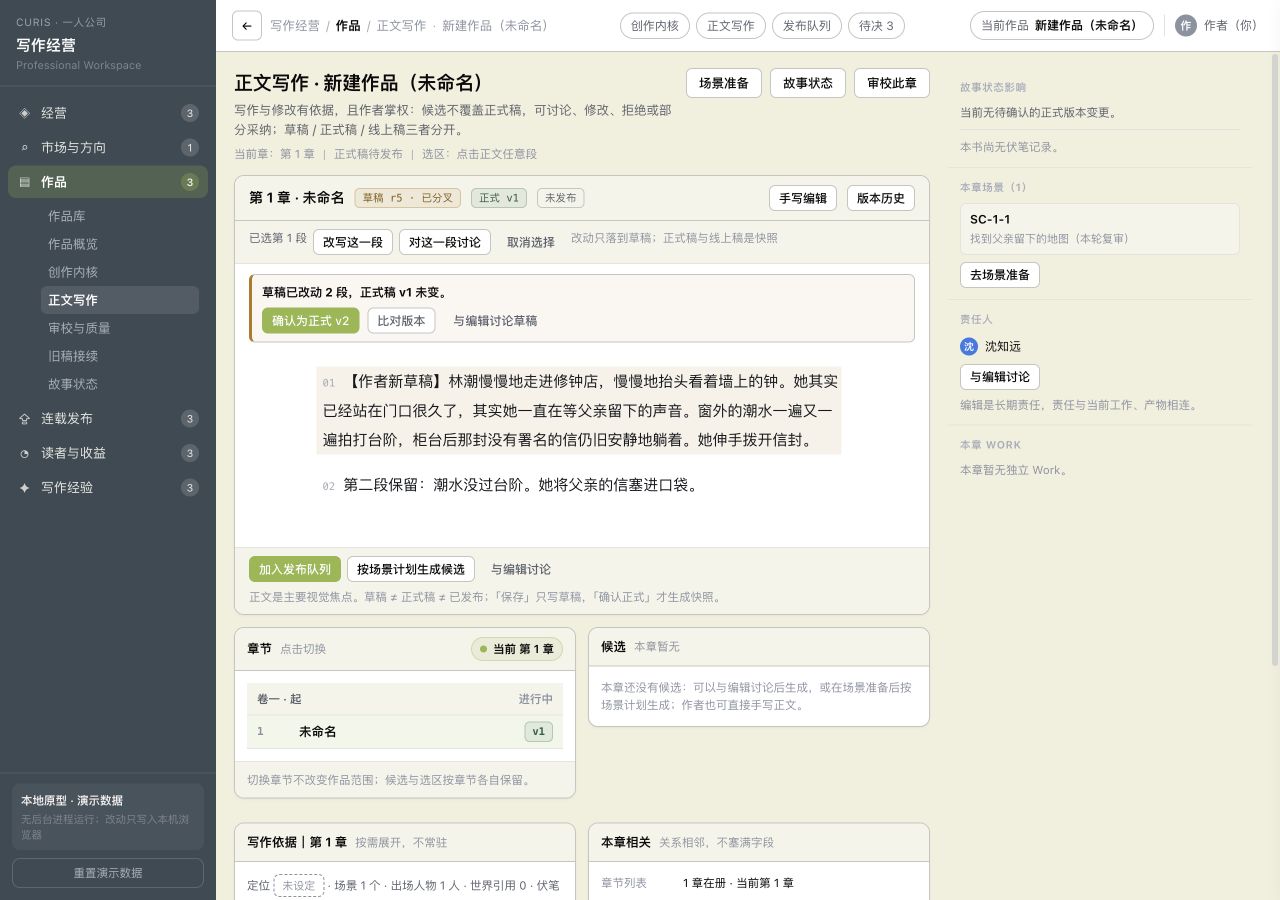 CURIS · 一人公司
写作经营
Professional Workspace
经营 3
市场与方向 1
作品 3
作品库
作品概览
创作内核
正文写作
审校与质量
旧稿接续
故事状态
连载发布 3
读者与收益 3
写作经验 3
本地原型 · 演示数据
无后台进程运行；改动只写入本机浏
览器
重置演示数据
← 写作经营 / 作品 / 正文写作 · 新建作品（未命名） 创作内核 正文写作 发布队列 待决 3 当前作品 新建作品（未命名） 作 作者（你）
正文写作 · 新建作品（未命名） 场景准备 故事状态 审校此章
写作与修改有依据，且作者掌权：候选不覆盖正式稿，可讨论、修改、拒绝或部
分采纳；草稿 / 正式稿 / 线上稿三者分开。
当前章：第 1 章 | 正式稿待发布 | 选区：点击正文任意段
第 1 章 · 未命名 草稿 r5 · 已分叉 正式 v1 未发布 手写编辑 版本历史
已选第 1 段 改写这一段 对这一段讨论 取消选择 改动只落到草稿；正式稿与线上稿是快照
草稿已改动 2 段，正式稿 v1 未变。
确认为正式 v2 比对版本 与编辑讨论草稿
01 【作者新草稿】林潮慢慢地走进修钟店，慢慢地抬头看着墙上的钟。她其实
已经站在门口很久了，其实她一直在等父亲留下的声音。窗外的潮水一遍又一
遍拍打台阶，柜台后那封没有署名的信仍旧安静地躺着。她伸手拨开信封。
02 第二段保留：潮水没过台阶。她将父亲的信塞进口袋。
加入发布队列 按场景计划生成候选 与编辑讨论
正文是主要视觉焦点。草稿 ≠ 正式稿 ≠ 已发布；「保存」只写草稿，「确认正式」才生成快照。
章节 点击切换 当前 第 1 章
卷一 · 起 进行中
1 未命名 v1
切换章节不改变作品范围；候选与选区按章节各自保留。
候选 本章暂无
本章还没有候选：可以与编辑讨论后生成，或在场景准备后按
场景计划生成；作者也可直接手写正文。
写作依据｜第 1 章 按需展开，不常驻
定位 未设定 · 场景 1 个 · 出场人物 1 人 · 世界引用 0 · 伏笔
本章相关 关系相邻，不塞满字段
章节列表 1 章在册 · 当前第 1 章
故事状态影响
当前无待确认的正式版本变更。
本书尚无伏笔记录。
本章场景（1）
SC-1-1
找到父亲留下的地图（本轮复审）
去场景准备
责任人
沈 沈知远
与编辑讨论
编辑是长期责任，责任与当前工作、产物相连。
本章 WORK
本章暂无独立 Work。